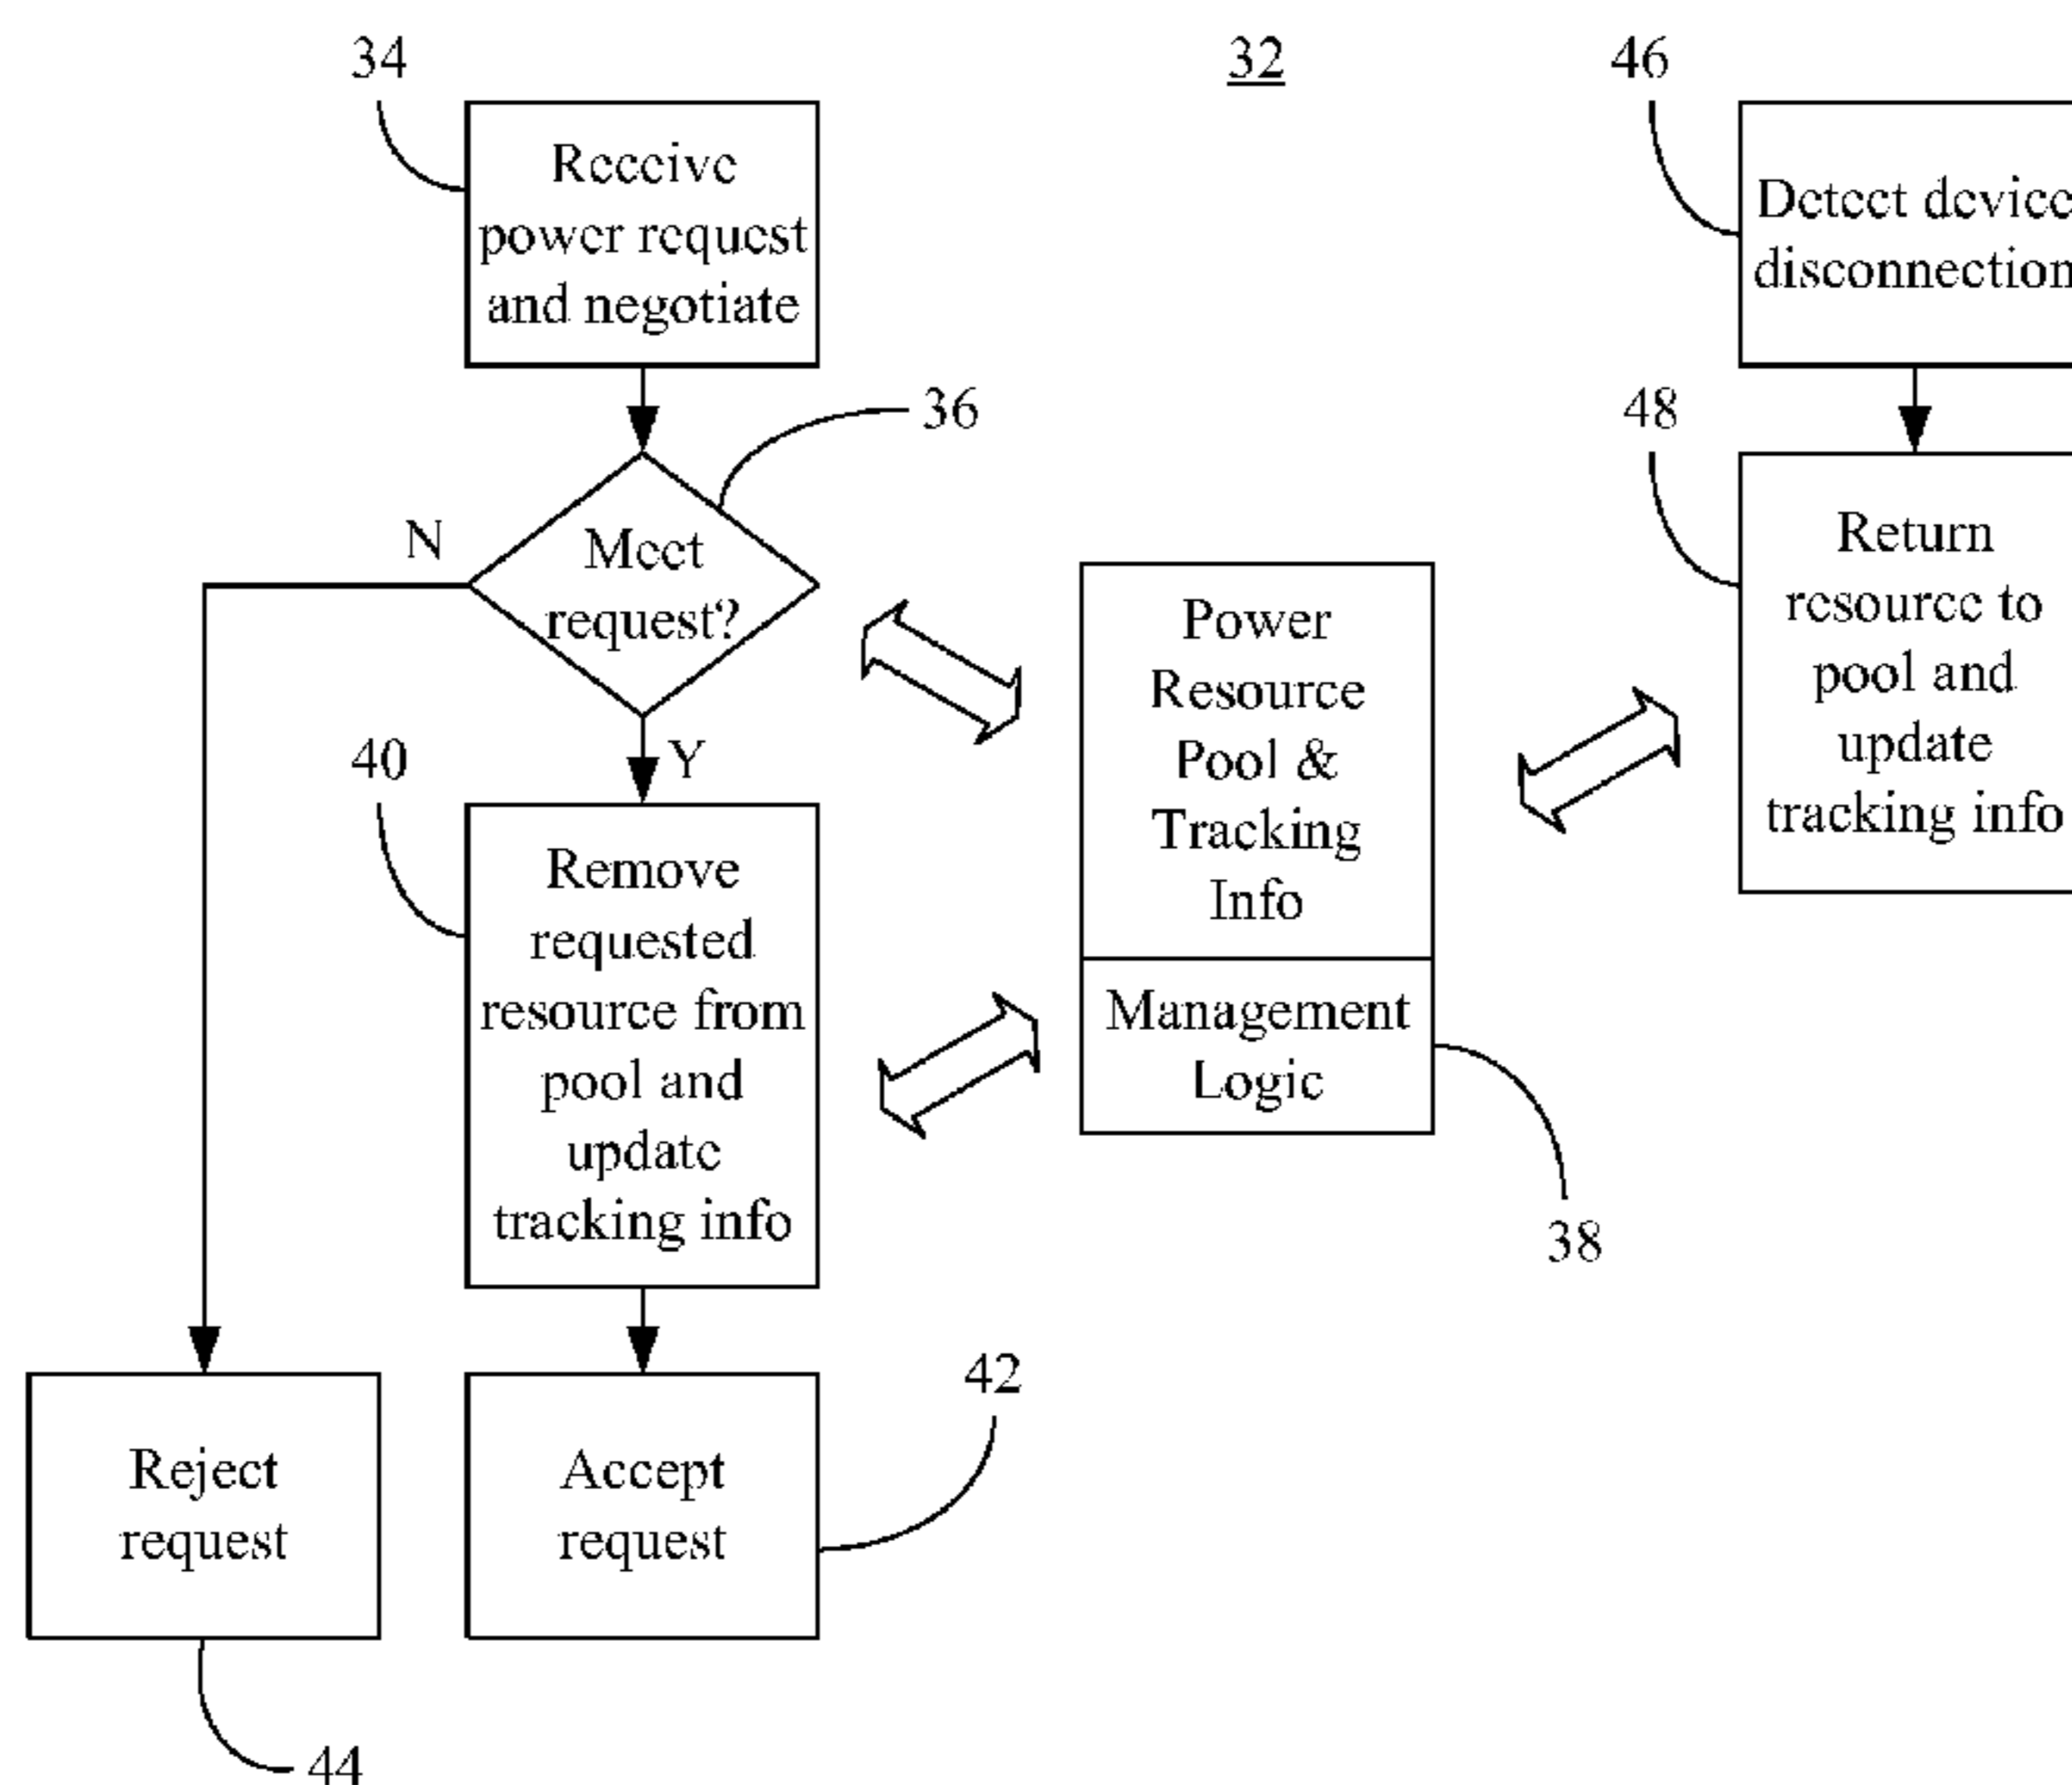 34
32
46
Receive
power request
and negotiate
Detect device
disconnection
36
48
N
Meet
request?
Y
Power
Resource
Pool &
Tracking
Info
Management
Logic
38
Return
resource to
pool and
update
tracking info
40
Remove
requested
resource from
pool and
update
tracking info
42
Reject
request
Accept
request
44